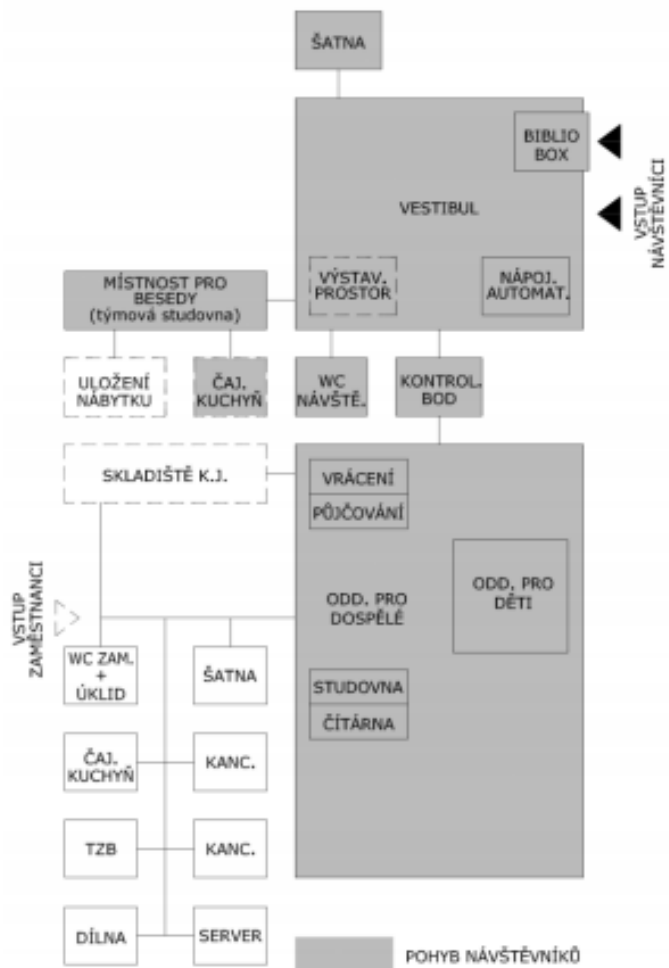 ŠATNA
BIBLIO
BOX
VESTIBUL
VSTUP
NÁVŠTĚVNÍCI
VÝSTAV.
PROSTOR
NÁPOJ.
AUTOMAT.
MÍSTNOST PRO
BESEDY
(týmová studovna)
ULOŽENÍ
NÁBYTKU
ČAJ.
KUCHYŇ
WC
NÁVŠTĚ.
KONTROL.
BOD
SKLADIŠTĚ K.J.
VRÁCENÍ
PŮJČOVÁNÍ
ODD. PRO
DĚTI
ODD. PRO
DOSPĚLÉ
VSTUP
ZAMĚSTNANCI
WC ZAM.
+
ÚKLID
ŠATNA
STUDOVNA
ČÍTÁRNA
ČAJ.
KUCHYŇ
KANC.
TZB
KANC.
DÍLNA
SERVER
POHYB NÁVŠTĚVNÍKŮ